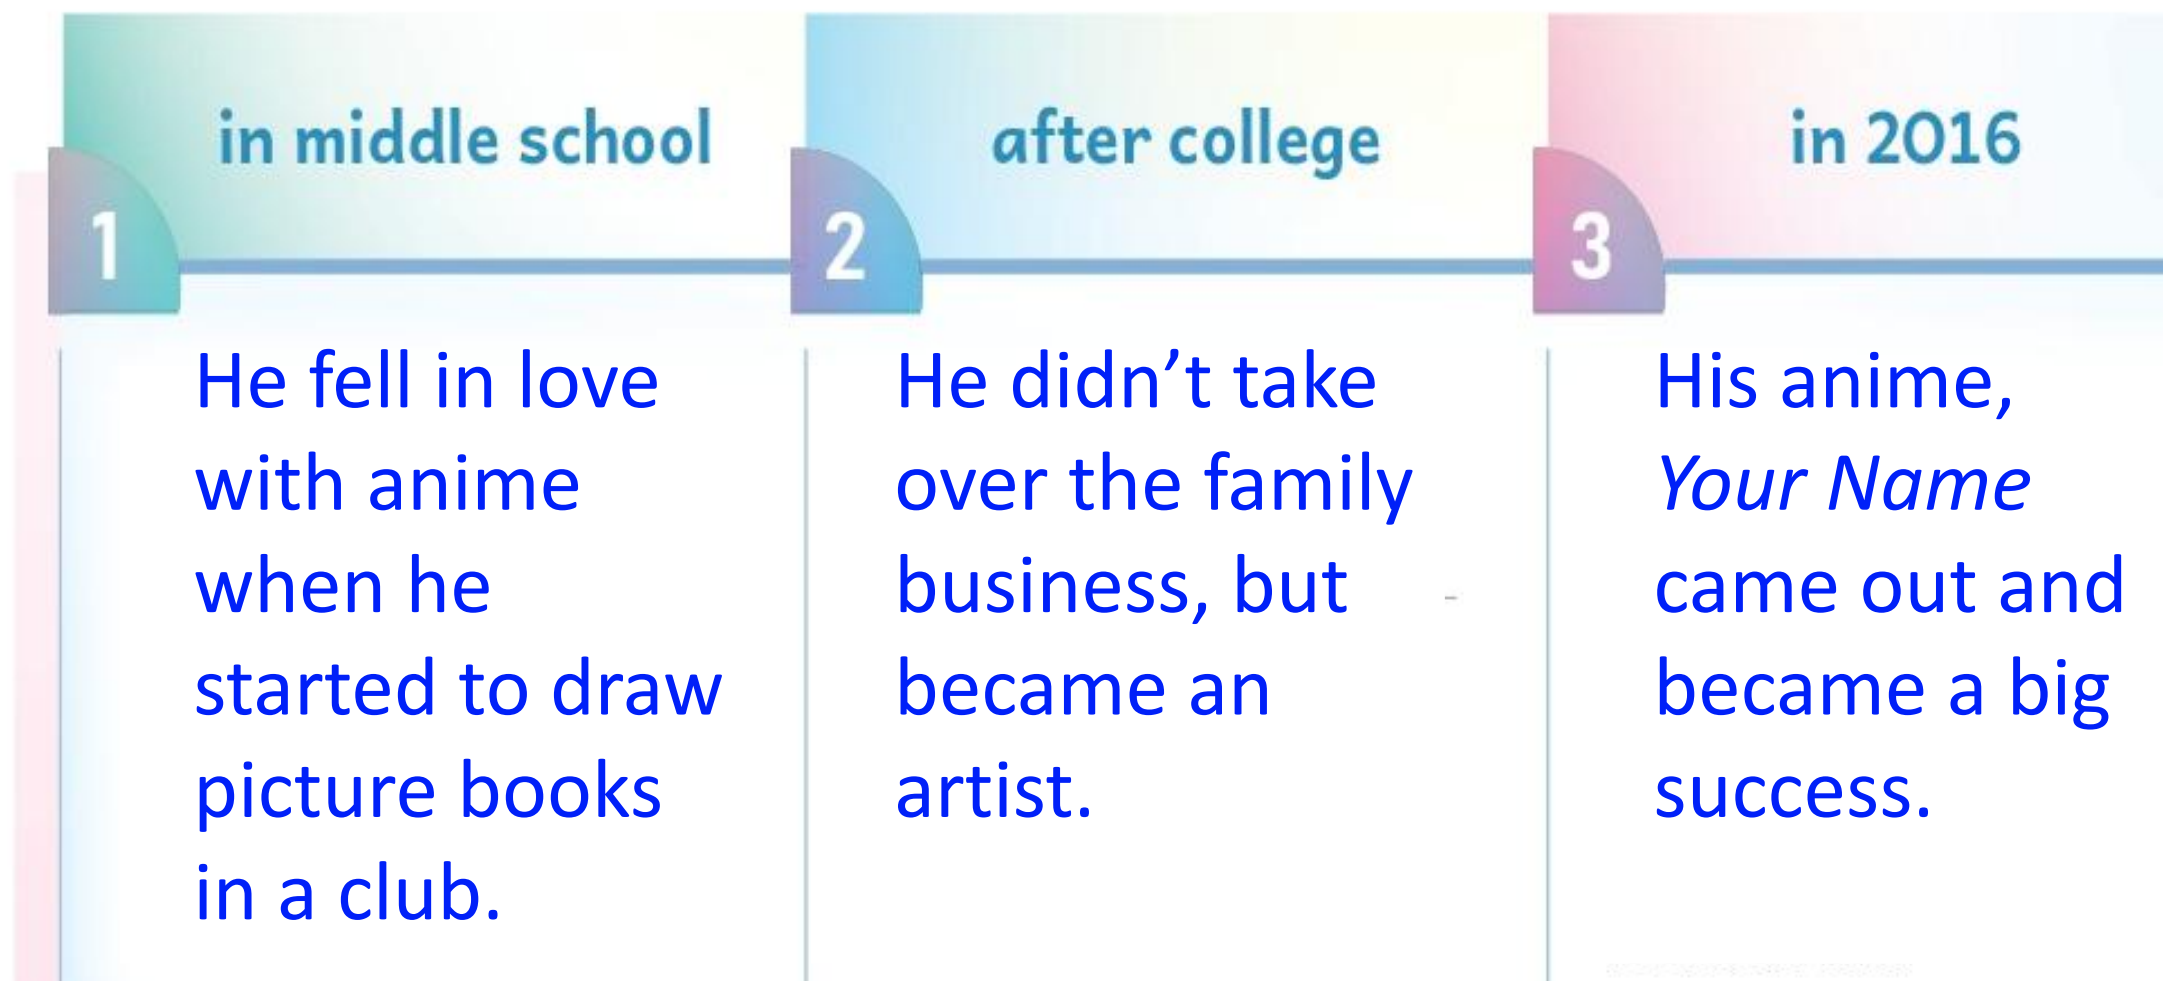 in middle school
1
He fell in love
with anime
when he
started to draw
picture books
in a club.
after college
2
He didn’t take
over the family
business, but
became an
artist.
in 2016
3
His anime,
Your Name
came out and
became a big
success.